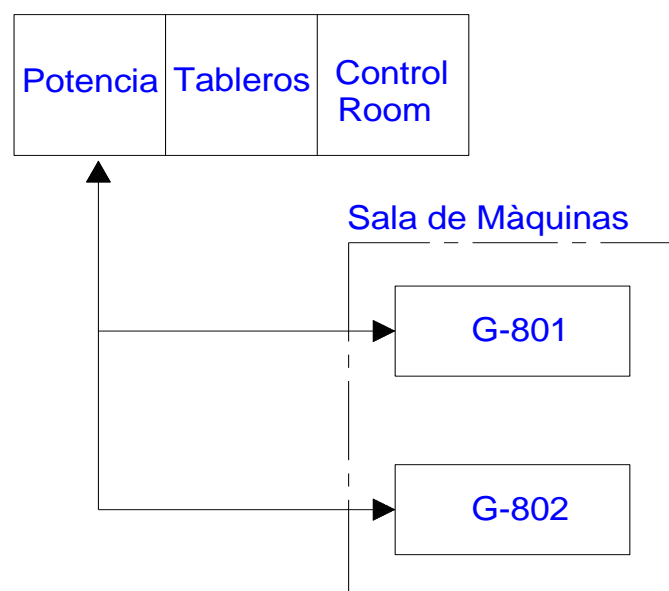 Potencia
Tableros
Control
Room
Sala de Màquinas
G-801
G-802